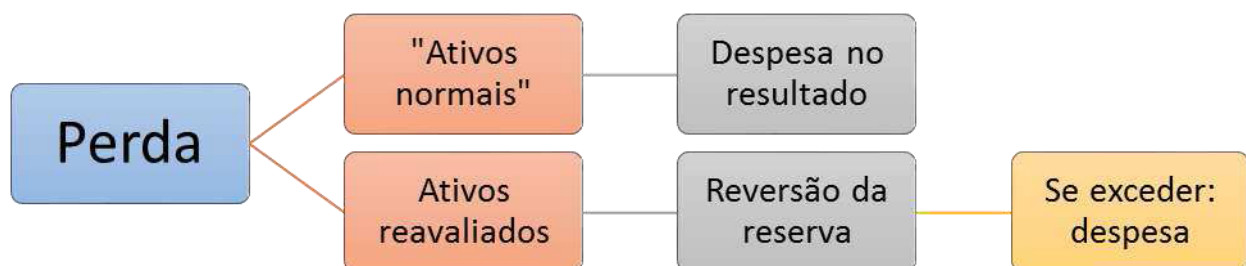 Perda
"Ativos
normais"
Despesa no
resultado
Ativos
reavaliados
Reversão da
reserva
Se exceder:
despesa